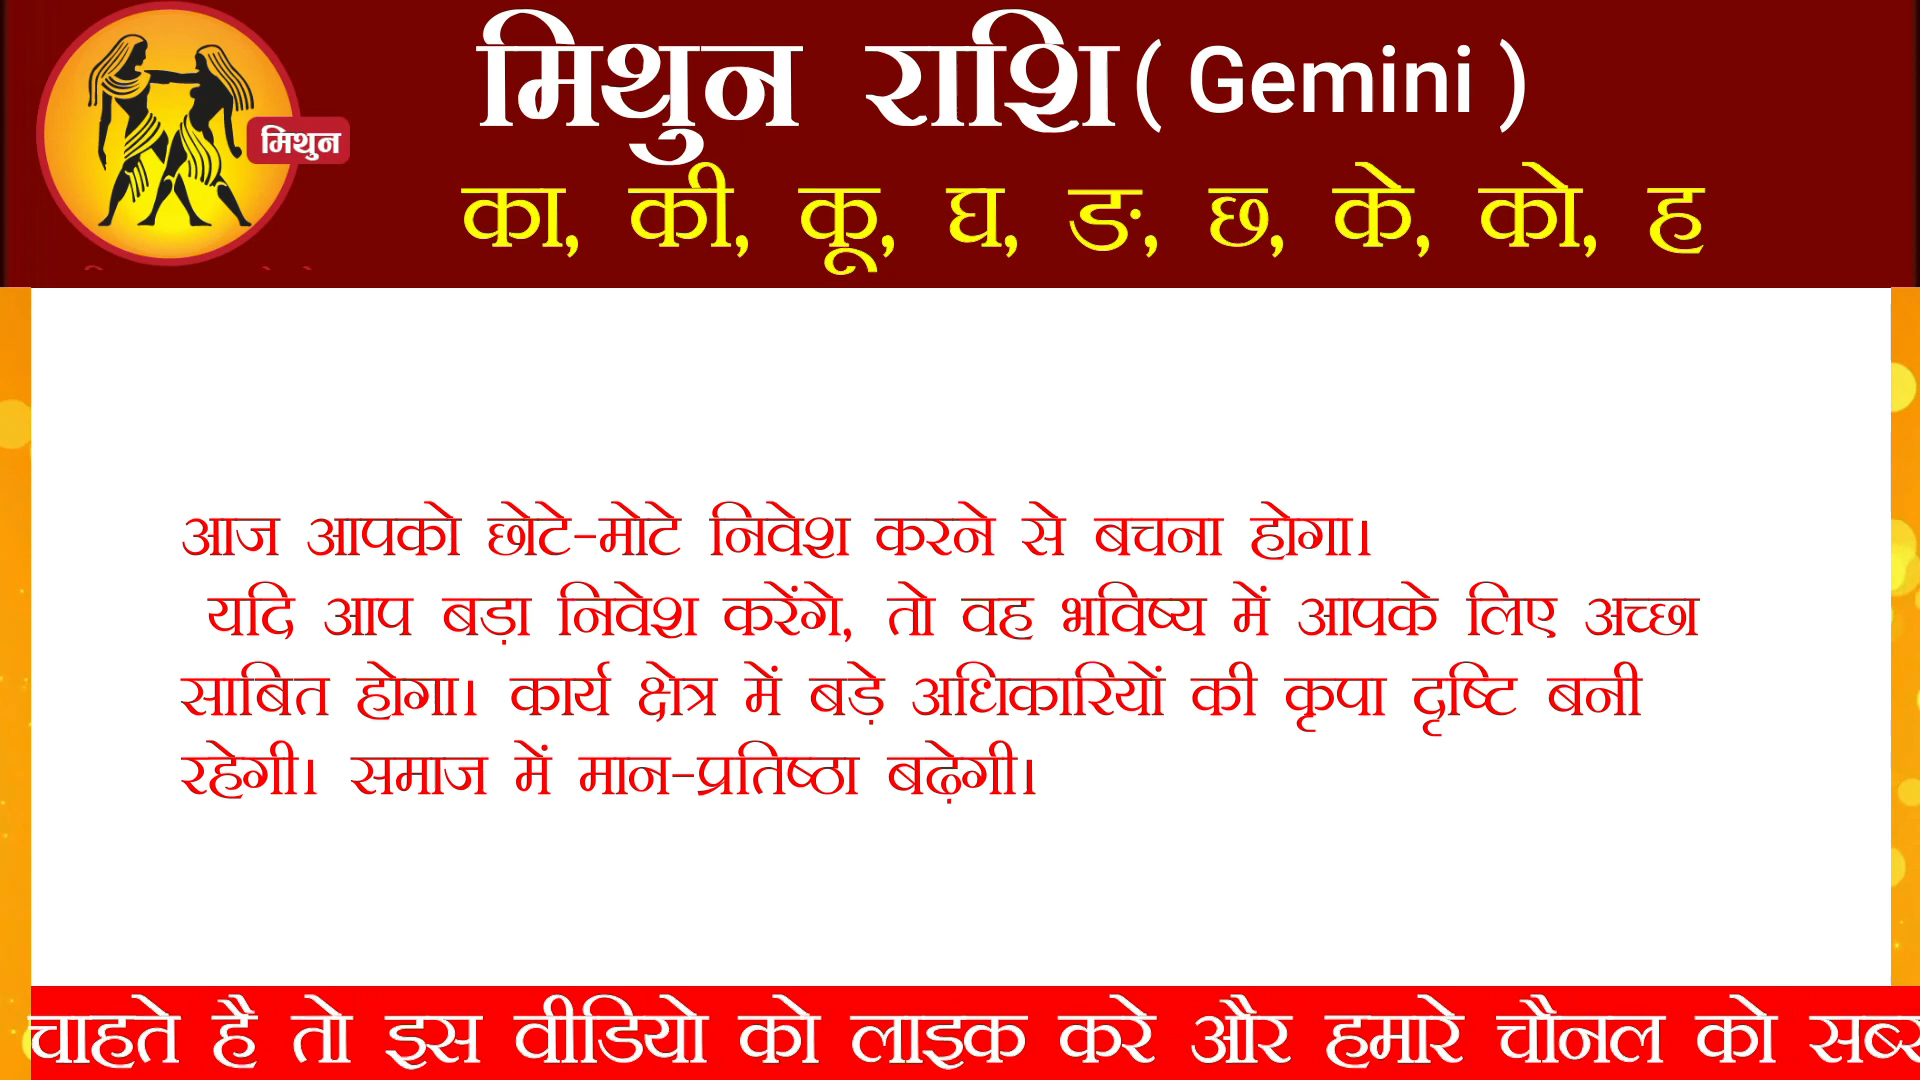 मिथुन राशि ( Gemini )
मिथुन
का, की, कू, घ, ङ, छ, के, को, ह
आज आपको छोटे-मोटे निवेश करने से बचना होगा।
यदि आप बड़ा निवेश करेंगे, तो वह भविष्य में आपके लिए अच्छा
साबित होगा। कार्य क्षेत्र में बड़े अधिकारियों की कृपा दृष्टि बनी
रहेगी। समाज में मान-प्रतिष्ठा बढ़ेगी।
चाहते है तो इस वीडियो को लाइक करे और हमारे चौनल को